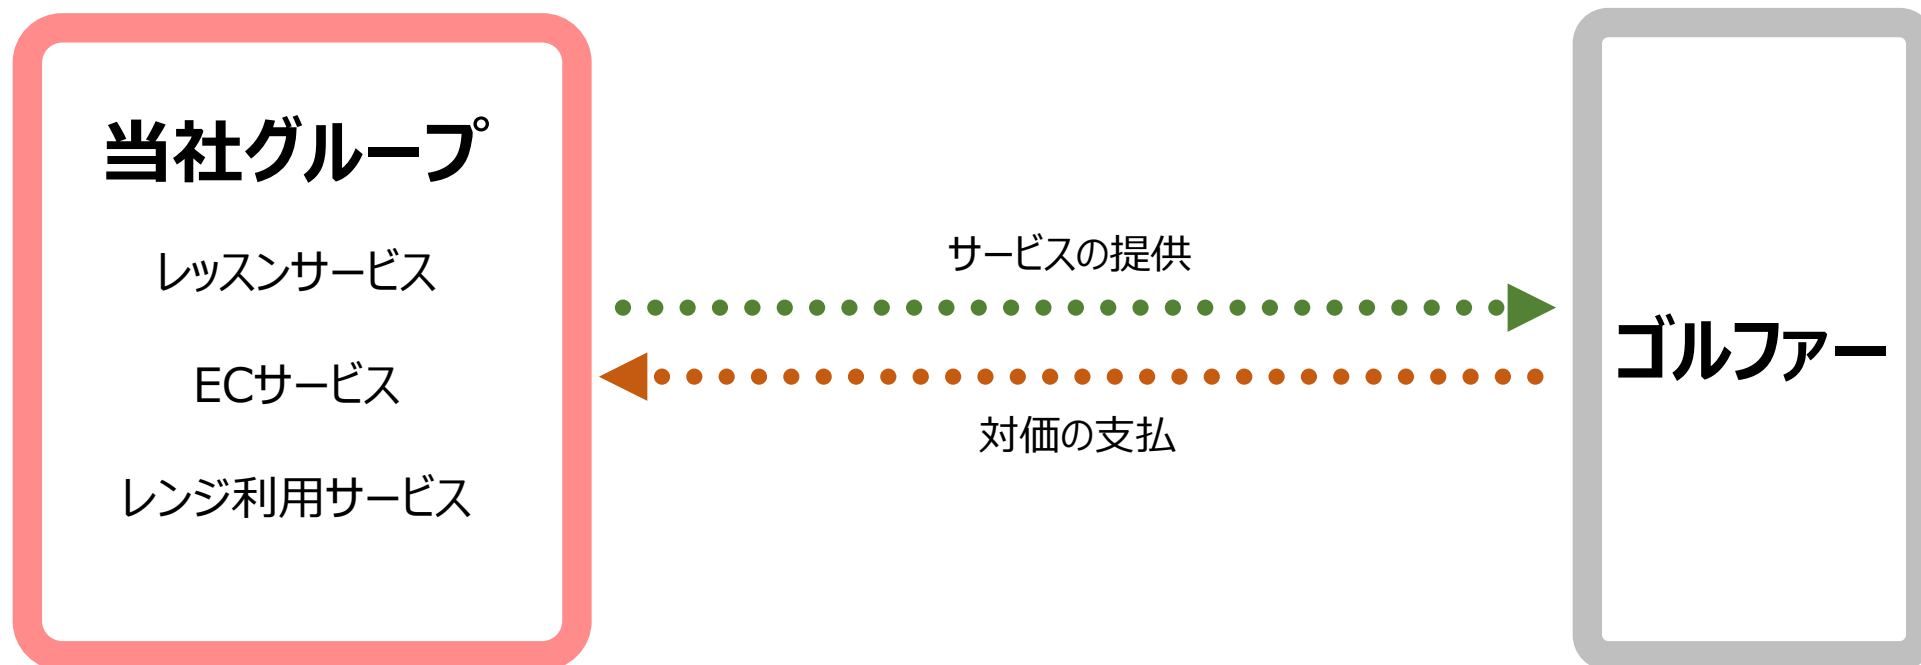 当社グループ
レッスンサービス
ECサービス
レンジ利用サービス
サービスの提供
対価の支払
ゴルファー